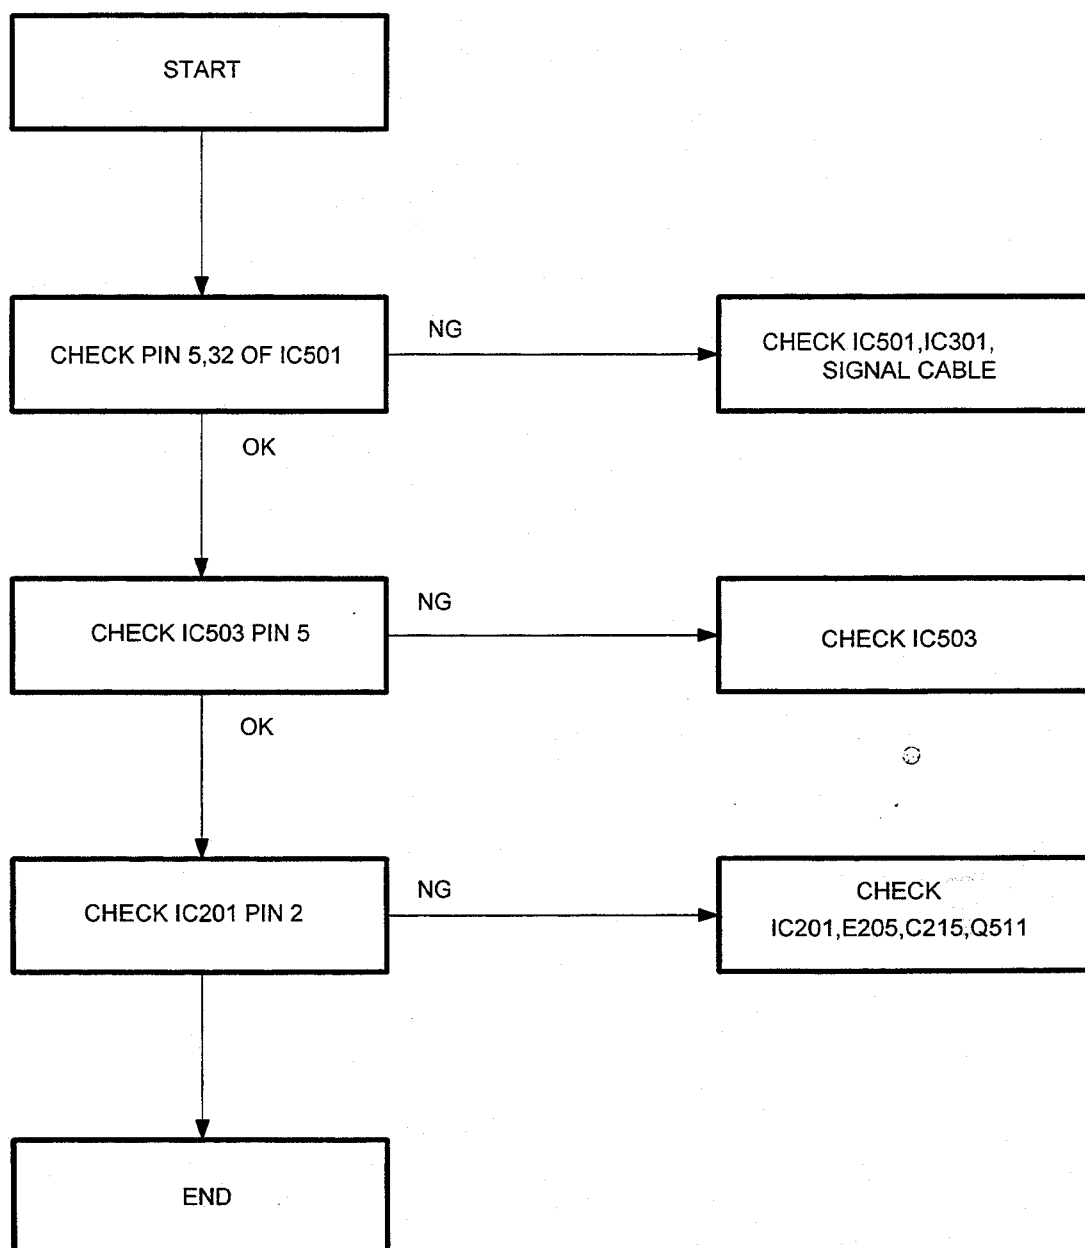 START
CHECK PIN 5,32 OF IC501
NG
CHECK IC501,IC301,
SIGNAL CABLE
OK
CHECK IC503 PIN 5
NG
CHECK IC503
OK
CHECK IC201 PIN 2
NG
CHECK
IC201,E205,C215,Q511
END